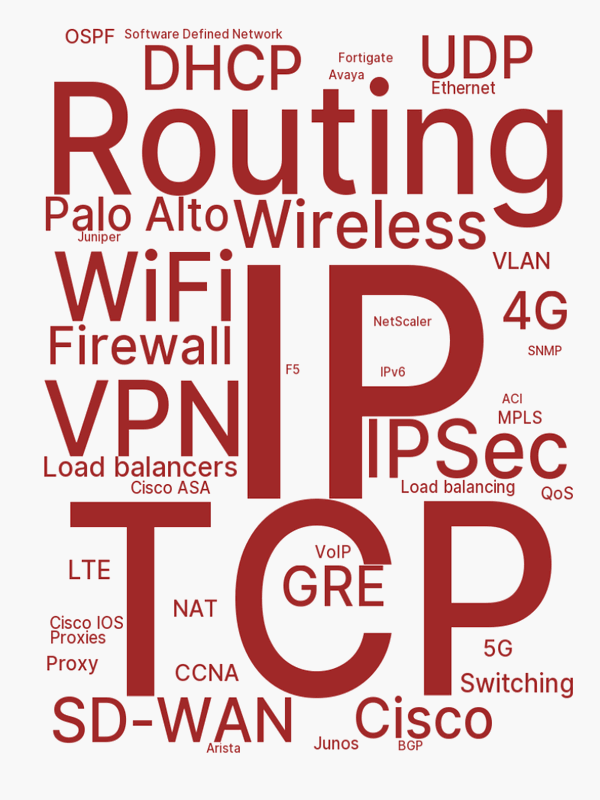 OSPF
Software Defined Network
DHCP
Fortigate
Avaya
UDP
Ethernet
Routing
Palo Alto
Juniper
Wireless
WiFi
VLAN
4G
Firewall
IP
NetScaler
SNMP
F5
IPv6
VPN
ACI
MPLS
IPSec
Load balancers
Cisco ASA
Load balancing
QoS
TCP
VoIP
LTE
GRE
NAT
Cisco IOS
Proxies
Proxy
CCNA
5G
Switching
SD-WAN
Cisco
Arista
Junos
BGP